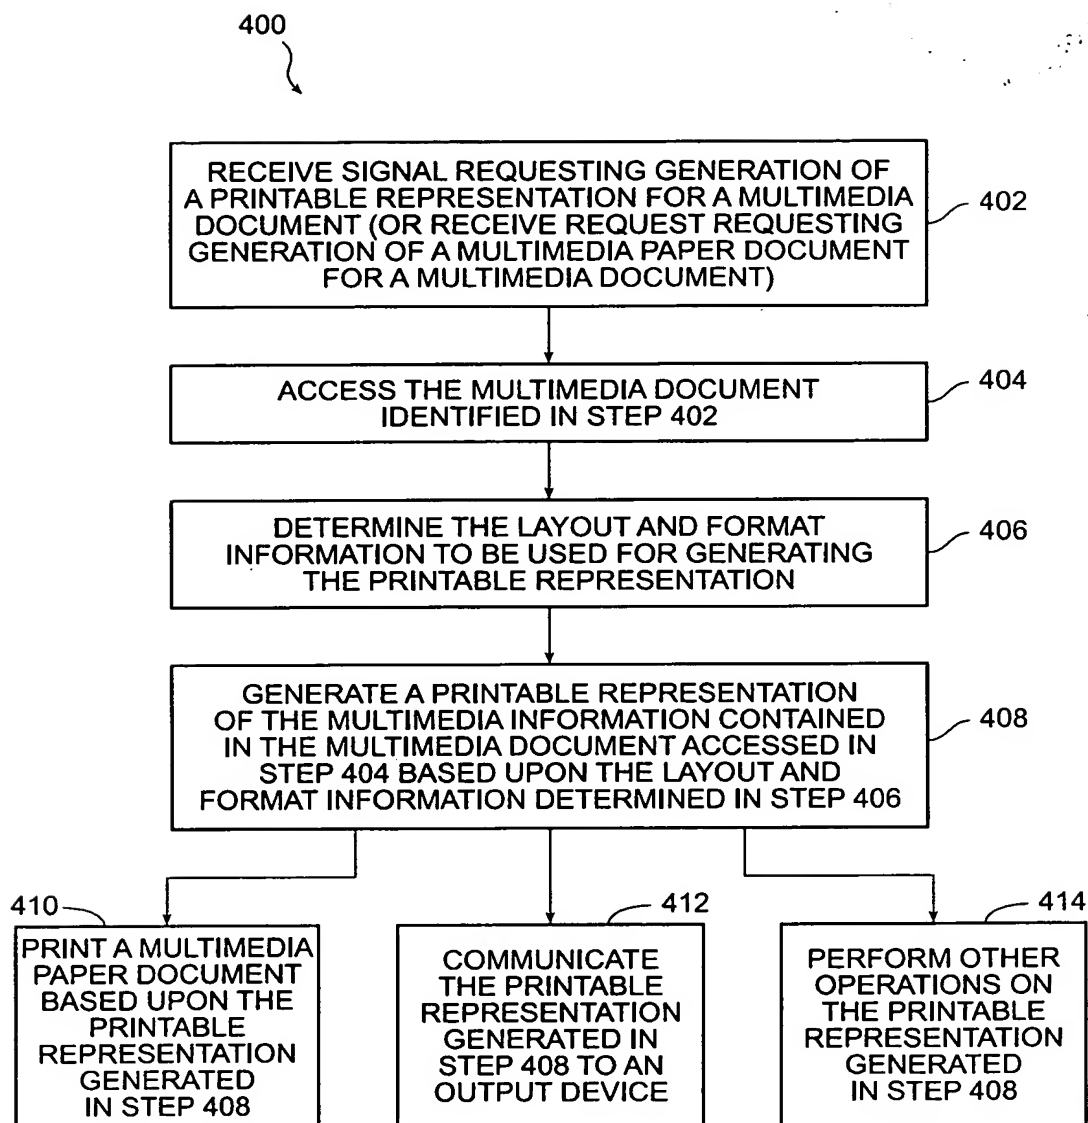 400
RECEIVE SIGNAL REQUESTING GENERATION OF
A PRINTABLE REPRESENTATION FOR A MULTIMEDIA
DOCUMENT (OR RECEIVE REQUEST REQUESTING
GENERATION OF A MULTIMEDIA PAPER DOCUMENT
FOR A MULTIMEDIA DOCUMENT)
402
ACCESS THE MULTIMEDIA DOCUMENT
IDENTIFIED IN STEP 402
404
DETERMINE THE LAYOUT AND FORMAT
INFORMATION TO BE USED FOR GENERATING
THE PRINTABLE REPRESENTATION
406
GENERATE A PRINTABLE REPRESENTATION
OF THE MULTIMEDIA INFORMATION CONTAINED
IN THE MULTIMEDIA DOCUMENT ACCESSED IN
STEP 404 BASED UPON THE LAYOUT AND
FORMAT INFORMATION DETERMINED IN STEP 406
408
410
PRINT A MULTIMEDIA
PAPER DOCUMENT
BASED UPON THE
PRINTABLE
REPRESENTATION
GENERATED
IN STEP 408
412
COMMUNICATE
THE PRINTABLE
REPRESENTATION
GENERATED IN
STEP 408 TO AN
OUTPUT DEVICE
414
PERFORM OTHER
OPERATIONS ON
THE PRINTABLE
REPRESENTATION
GENERATED
IN STEP 408